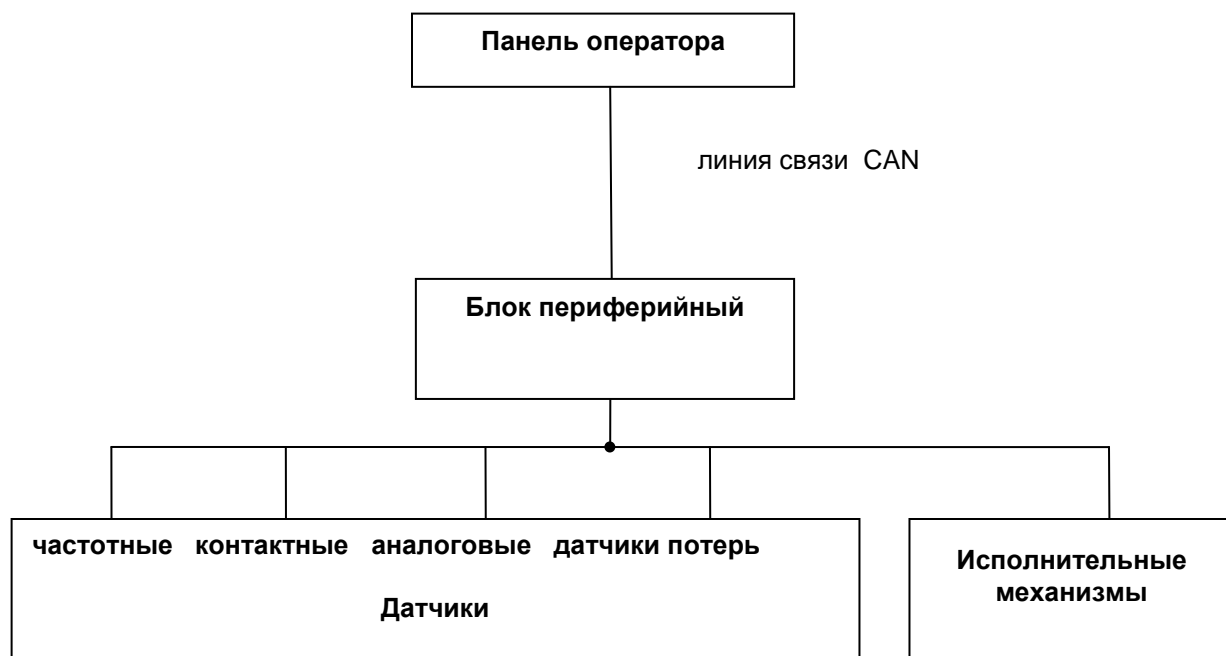 Панель оператора
линия связи CAN
Блок периферийный
частотные контактные аналоговые датчики потерь
Датчики
Исполнительные
механизмы